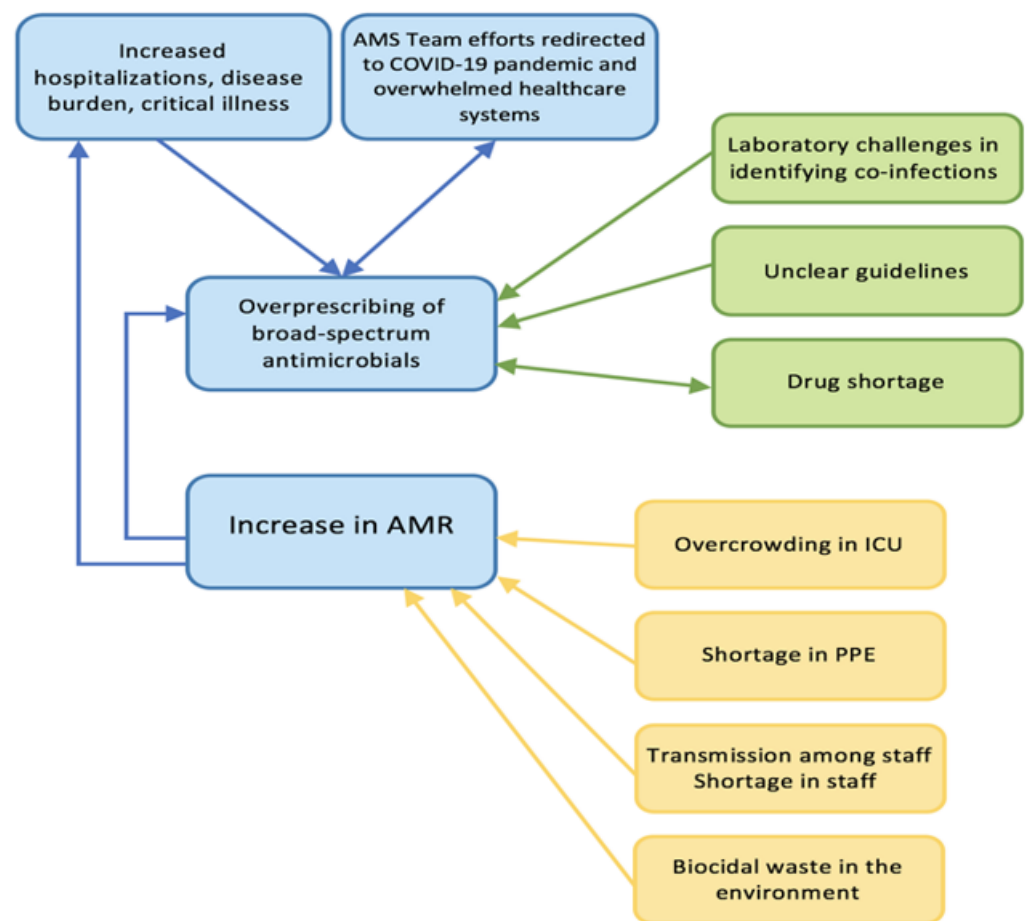 Increased
hospitalizations, disease
burden, critical illness
AMS Team efforts redirected
to COVID-19 pandemic and
overwhelmed healthcare
systems
Laboratory challenges in
identifying co-infections
Unclear guidelines
Overprescribing of
broad-spectrum
antimicrobials
Drug shortage
Increase in AMR
Overcrowding in ICU
Shortage in PPE
Transmission among staff
Shortage in staff
Biocidal waste in the
environment